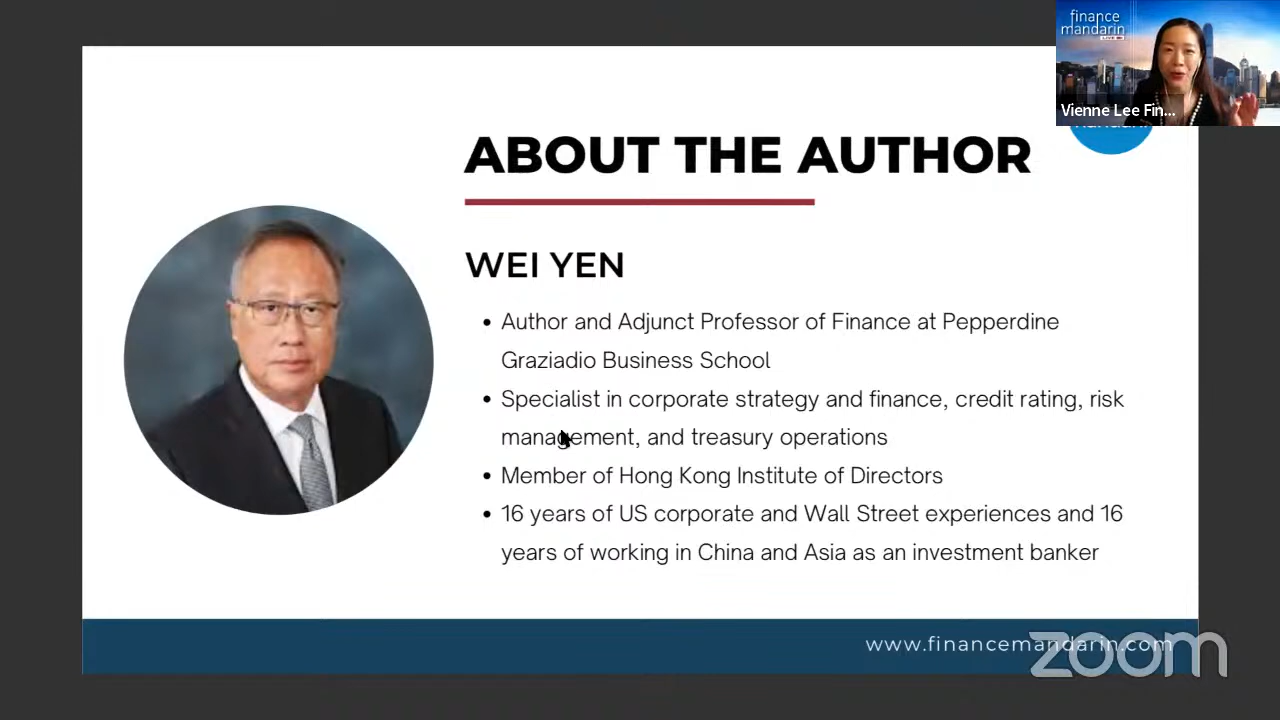 finance
mandarin
Vienne Lee Fin...
ABOUT THE AUTHOR
WEI YEN
• Author and Adjunct Professor of Finance at Pepperdine
Graziadio Business School
• Specialist in corporate strategy and finance, credit rating, risk
management, and treasury operations
• Member of Hong Kong Institute of Directors
• 16 years of US corporate and Wall Street experiences and 16
years of working in China and Asia as an investment banker
www.financemandarin.com
zoom